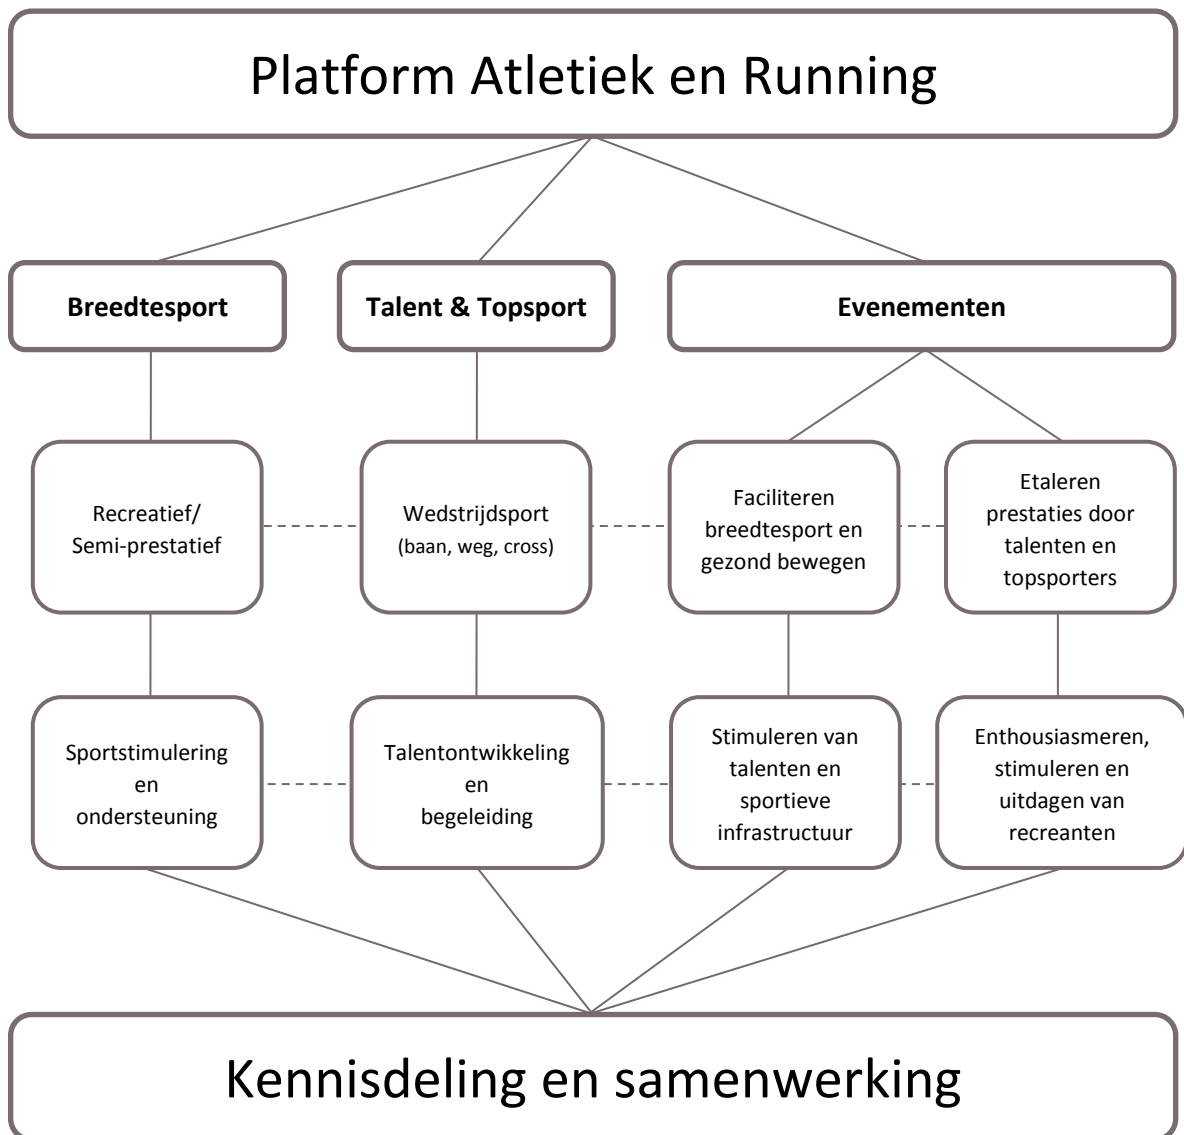 Platform Atletiek en Running
Breedtesport
Talent & Topsport
Evenementen
Recreatief/
Semi-prestatief
Wedstrijdsport
(baan, weg, cross)
Faciliteren
breedtesport en
gezond bewegen
Etaleren
prestaties door
talenten en
topsporters
Sportstimulering
en
ondersteuning
Talentontwikkeling
en
begeleiding
Stimuleren van
talenten en
sportieve
infrastructuur
Enthousiasmeren,
stimuleren en
uitdagen van
recreanten
Kennisdeling en samenwerking